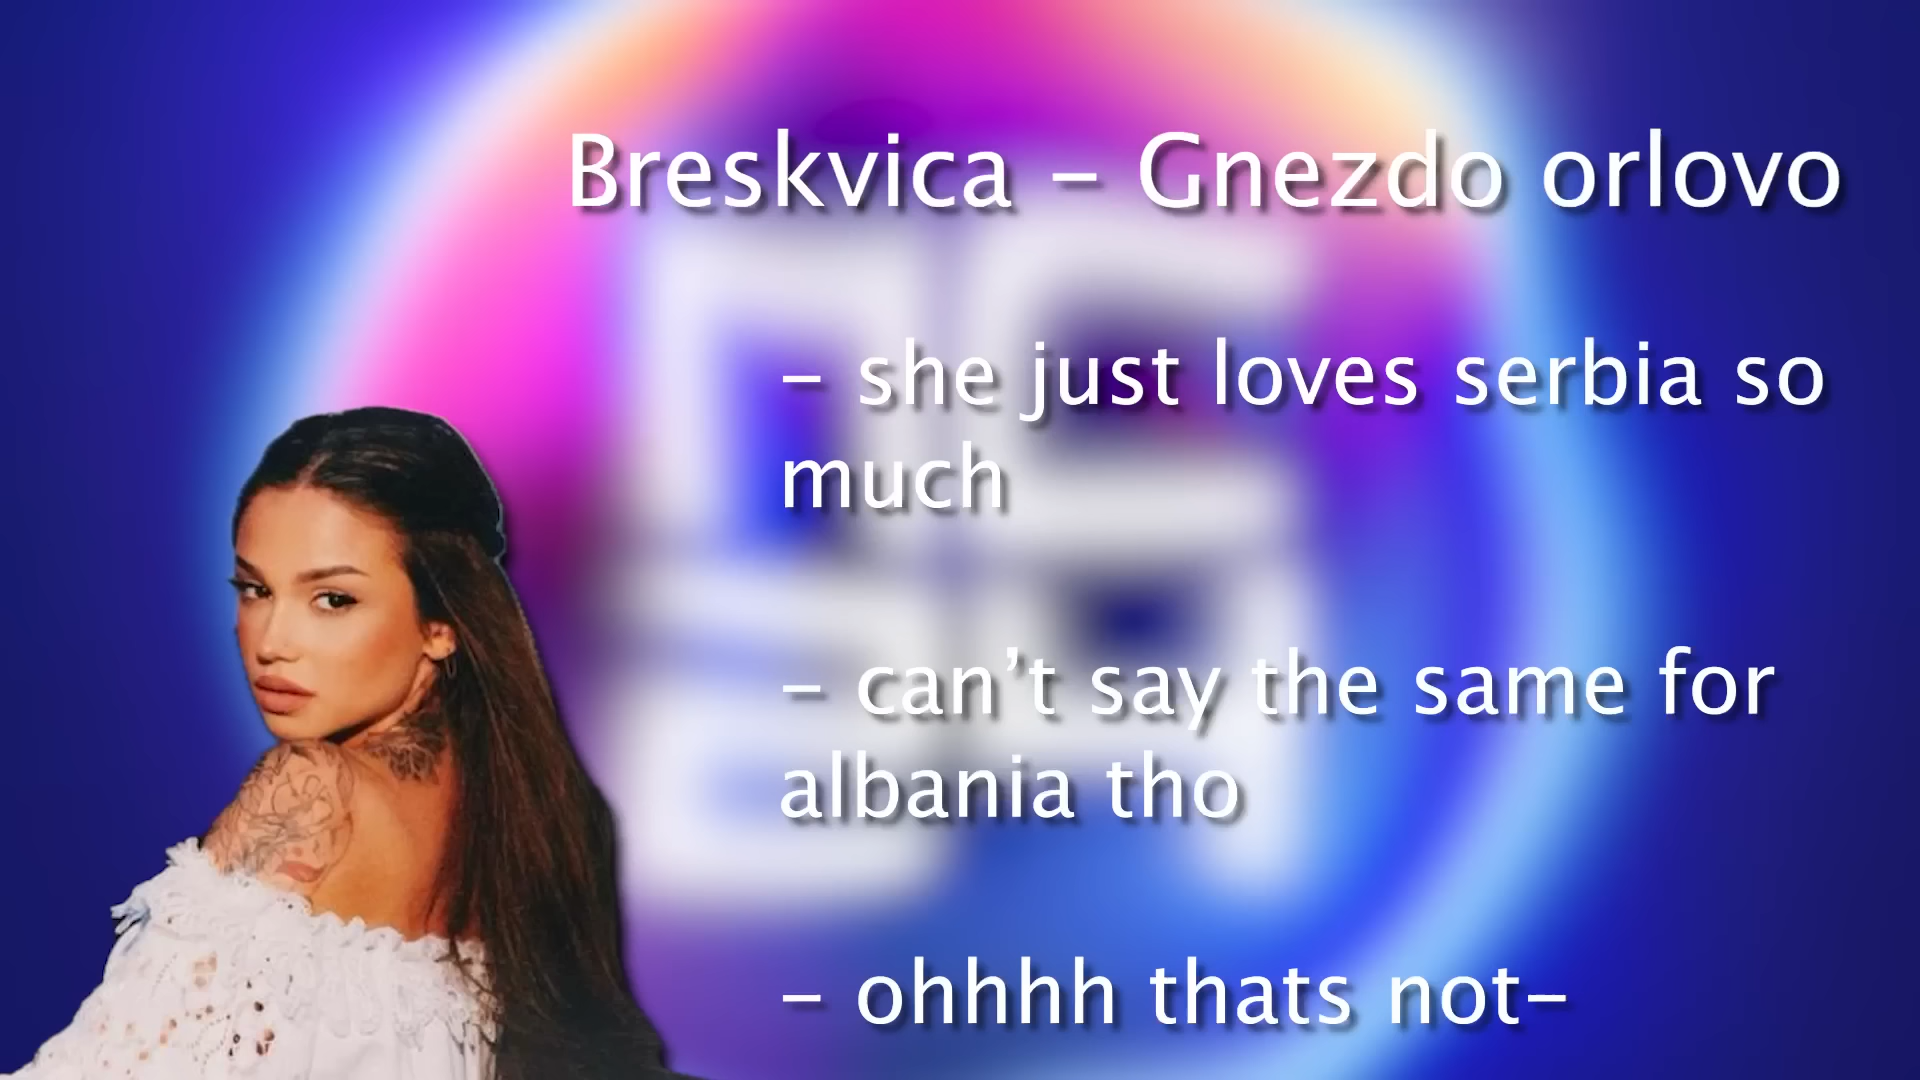 Breskvica – Gnezdo orlovo
– she just loves serbia so
much
– can’t say the same for
albania tho
– ohhhh thats not–